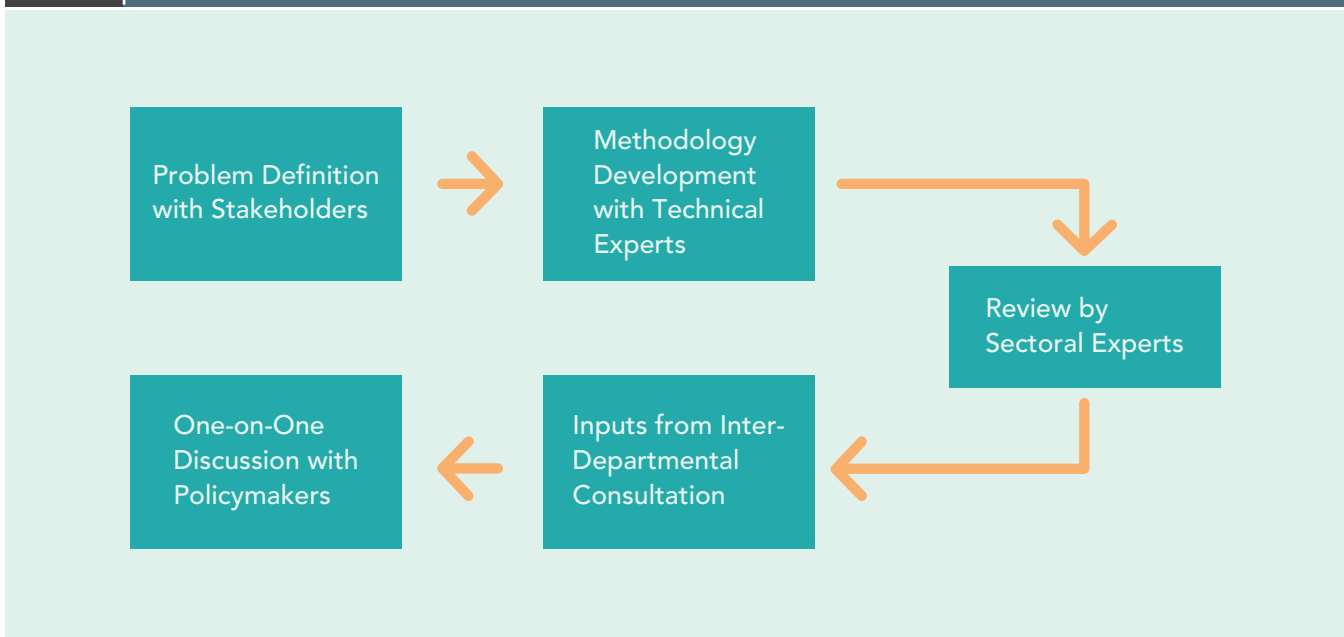 Problem Definition
with Stakeholders
Methodology
Development
with Technical
Experts
Review by
Sectoral Experts
Inputs from Inter-
Departmental
Consultation
One-on-One
Discussion with
Policymakers